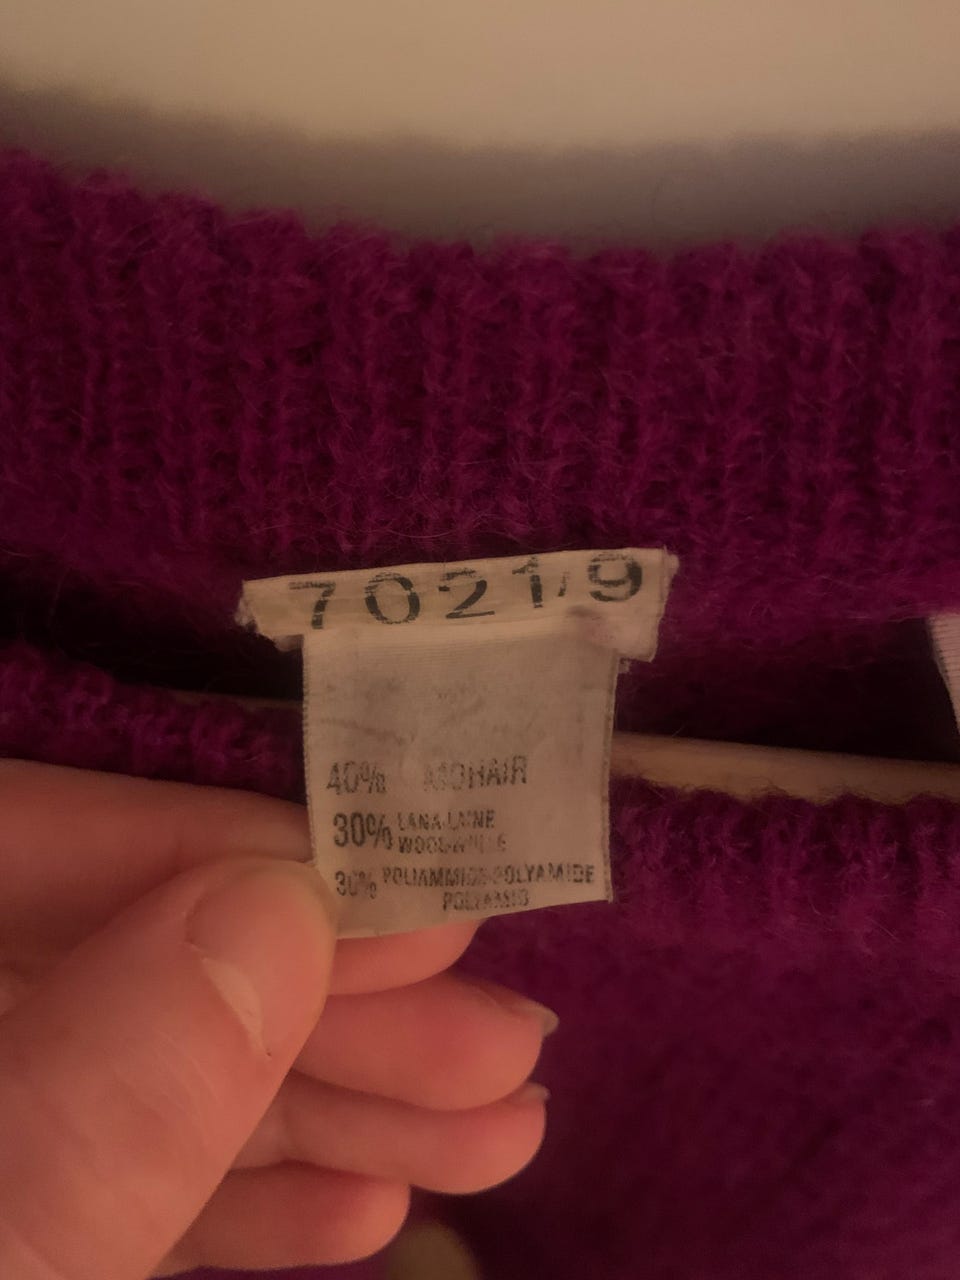 7021/9
40% MOHAIR
30% LANA-LAINE
WOOL-WOLLE
30% POLIAMMIDE-POLYAMIDE
POLYAMID